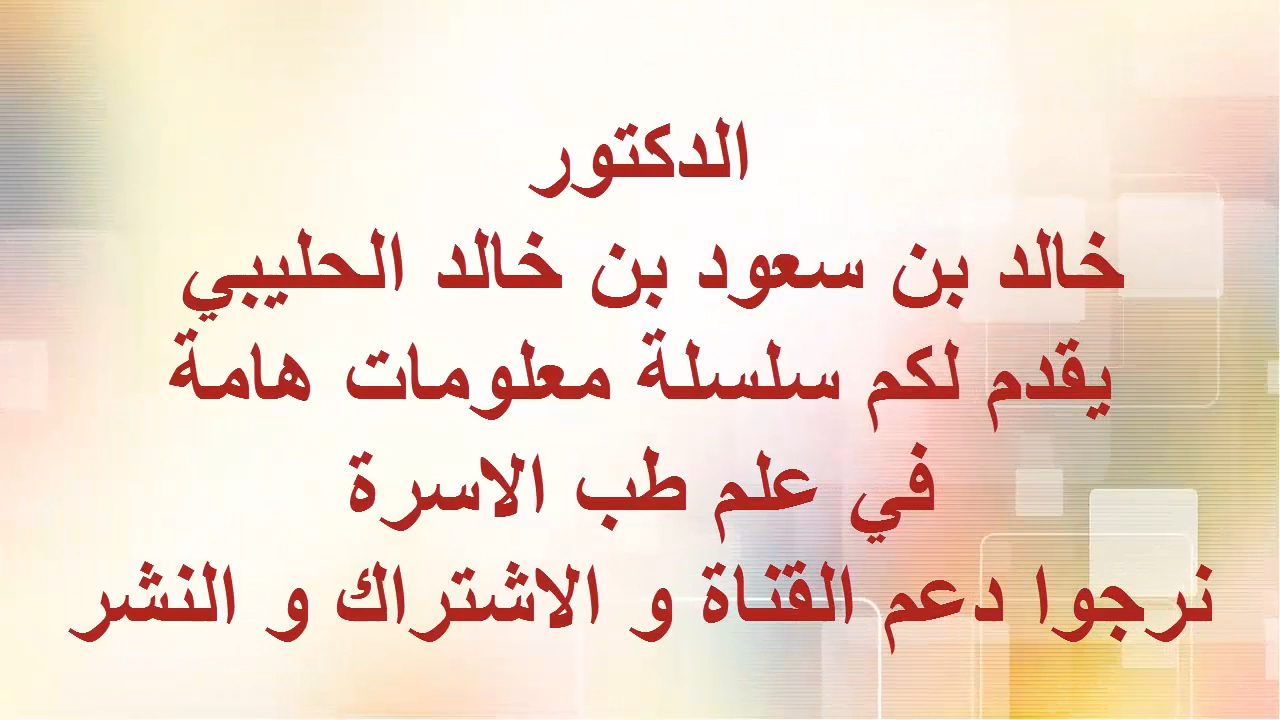 الدكتور
خالد بن سعود بن خالد الحليبي
يقدم لكم سلسلة معلومات هامة
في علم طب الاسرة
نرجوا دعم القناة و الاشتراك و النشر